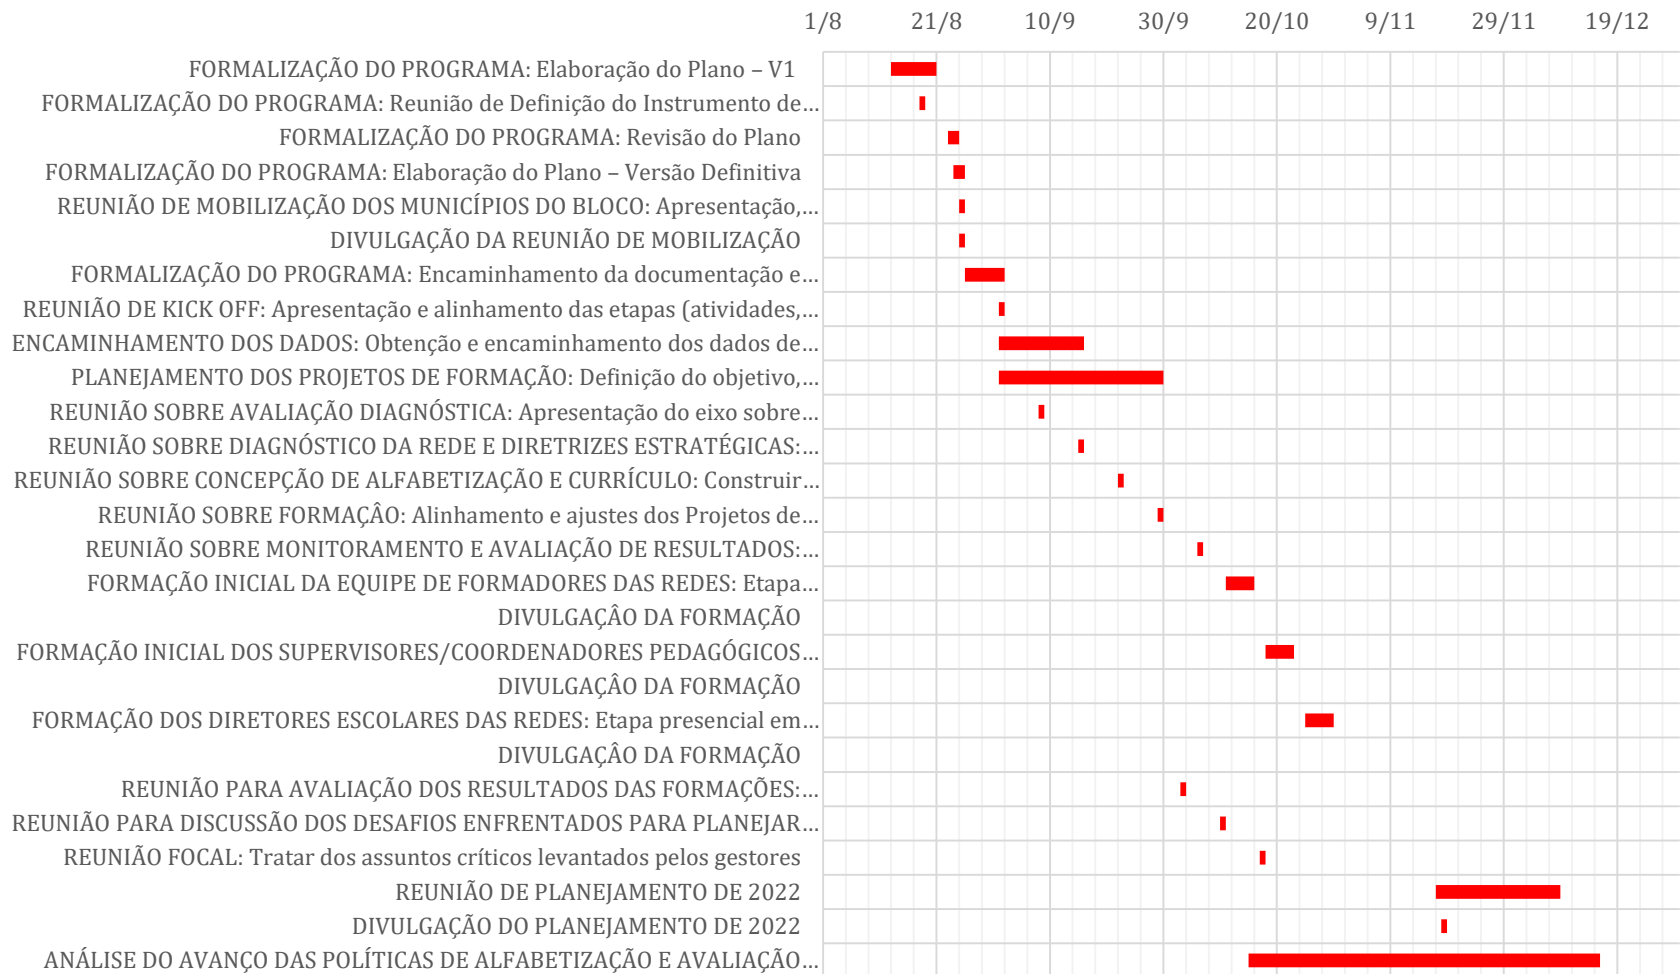 1/8 21/8 10/9 30/9 20/10 9/11 29/11 19/12
FORMALIZAÇÃO DO PROGRAMA: Elaboração do Plano – V1
FORMALIZAÇÃO DO PROGRAMA: Reunião de Definição do Instrumento de...
FORMALIZAÇÃO DO PROGRAMA: Revisão do Plano
FORMALIZAÇÃO DO PROGRAMA: Elaboração do Plano – Versão Definitiva
REUNIÃO DE MOBILIZAÇÃO DOS MUNICÍPIOS DO BLOCO: Apresentação,...
DIVULGAÇÃO DA REUNIÃO DE MOBILIZAÇÃO
FORMALIZAÇÃO DO PROGRAMA: Encaminhamento da documentação e...
REUNIÃO DE KICK OFF: Apresentação e alinhamento das etapas (atividades,...
ENCAMINHAMENTO DOS DADOS: Obtenção e encaminhamento dos dados de...
PLANEJAMENTO DOS PROJETOS DE FORMAÇÃO: Definição do objetivo,...
REUNIÃO SOBRE AVALIAÇÃO DIAGNÓSTICA: Apresentação do eixo sobre...
REUNIÃO SOBRE DIAGNÓSTICO DA REDE E DIRETRIZES ESTRATÉGICAS:...
REUNIÃO SOBRE CONCEPÇÃO DE ALFABETIZAÇÃO E CURRÍCULO: Construir...
REUNIÃO SOBRE FORMAÇÂO: Alinhamento e ajustes dos Projetos de...
REUNIÃO SOBRE MONITORAMENTO E AVALIAÇÃO DE RESULTADOS:...
FORMAÇÃO INICIAL DA EQUIPE DE FORMADORES DAS REDES: Etapa...
DIVULGAÇÂO DA FORMAÇÃO
FORMAÇÃO INICIAL DOS SUPERVISORES/COORDENADORES PEDAGÓGICOS...
DIVULGAÇÂO DA FORMAÇÃO
FORMAÇÃO DOS DIRETORES ESCOLARES DAS REDES: Etapa presencial em...
DIVULGAÇÂO DA FORMAÇÃO
REUNIÃO PARA AVALIAÇÃO DOS RESULTADOS DAS FORMAÇÕES:...
REUNIÃO PARA DISCUSSÃO DOS DESAFIOS ENFRENTADOS PARA PLANEJAR...
REUNIÃO FOCAL: Tratar dos assuntos críticos levantados pelos gestores
REUNIÃO DE PLANEJAMENTO DE 2022
DIVULGAÇÃO DO PLANEJAMENTO DE 2022
ANÁLISE DO AVANÇO DAS POLÍTICAS DE ALFABETIZAÇÃO E AVALIAÇÃO...